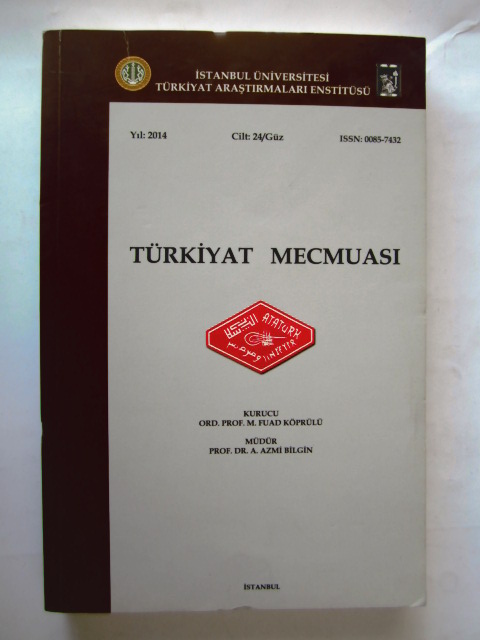 İSTANBUL ÜNİVERSİTESİ
TÜRKİYAT ARAŞTIRMALARI ENSTİTÜSÜ
Yıl: 2014 Cilt: 24/Güz ISSN: 0085-7432
TÜRKİYAT MECMUASI
ATATÜRK
KURUCU
ORD. PROF. M. FUAD KÖPRÜLÜ
MÜDÜR
PROF. DR. A. AZMİ BİLGİN
İSTANBUL